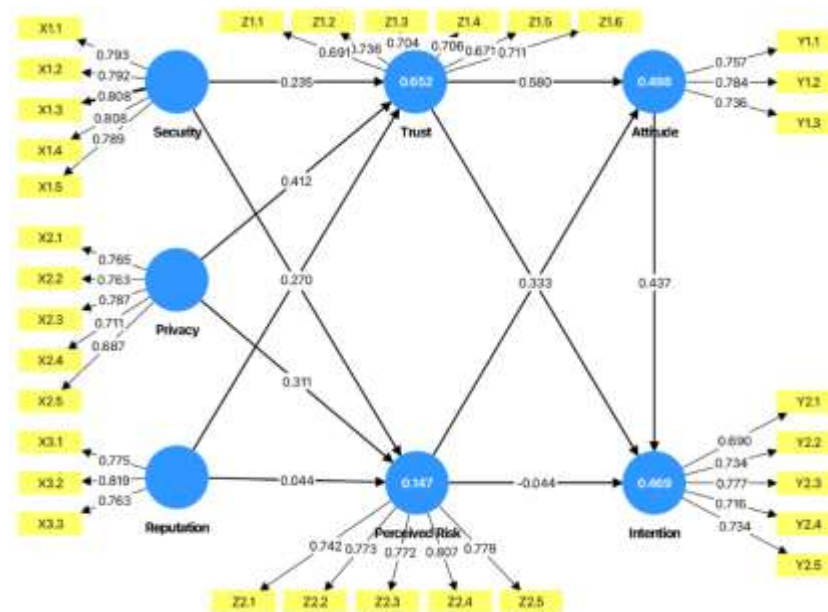 X1.1
X1.2
X1.3
X1.4
X1.5
0.793
0.792
0.808
0.808
0.789
Security
Z1.1
Z1.2
Z1.3
Z1.4
Z1.5
Z1.6
0.691
0.736
0.704
0.706
0.671
0.711
0.652
Trust
0.235
0.580
0.488
Attitude
Y1.1
Y1.2
Y1.3
0.757
0.784
0.736
0.412
X2.1
X2.2
X2.3
X2.4
X2.5
0.765
0.763
0.787
0.711
0.687
Privacy
0.270
0.333
0.437
0.311
X3.1
X3.2
X3.3
0.775
0.819
0.763
Reputation
0.044
0.147
Perceived Risk
-0.044
0.469
Intention
Y2.1
Y2.2
Y2.3
Y2.4
Y2.5
0.690
0.734
0.777
0.716
0.734
0.742
0.773
0.772
0.807
0.778
Z2.1
Z2.2
Z2.3
Z2.4
Z2.5